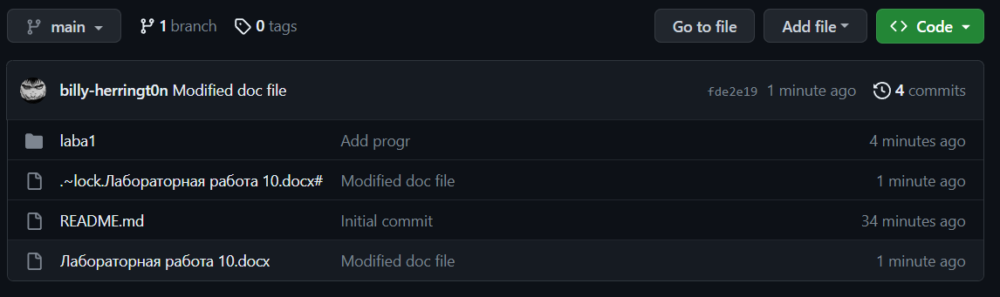 main 1 branch 0 tags Go to file Add file Code
billy-herringt0n Modified doc file fde2e19 1 minute ago 4 commits
laba1 Add progr 4 minutes ago
.~lock.Лабораторная работа 10.docx# Modified doc file 1 minute ago
README.md Initial commit 34 minutes ago
Лабораторная работа 10.docx Modified doc file 1 minute ago